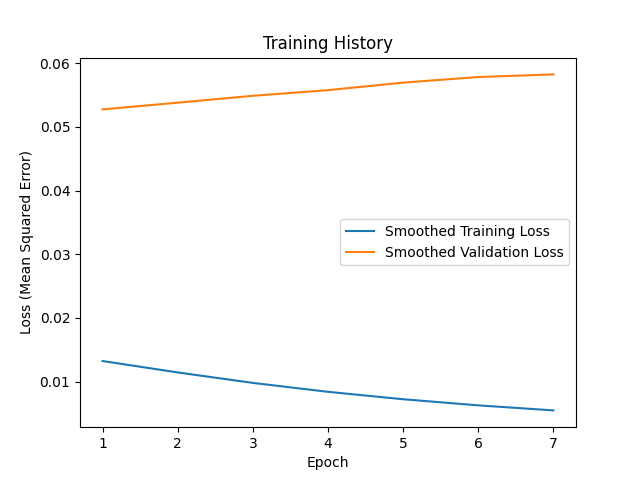 Training History
Loss (Mean Squared Error)
0.06
0.05
0.04
0.03
0.02
0.01
Smoothed Training Loss
Smoothed Validation Loss
1 2 3 4 5 6 7
Epoch